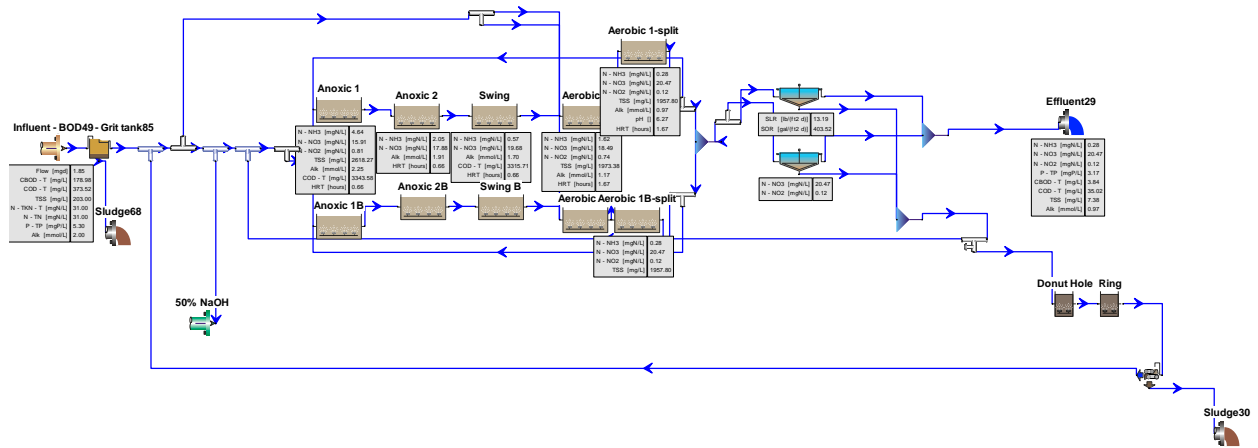 Aerobic 1-split
N - NH3 [mgN/L] 0.28
N - NO3 [mgN/L] 20.47
N - NO2 [mgN/L] 0.12
TSS [mg/L] 1957.80
Alk [mmol/L] 0.97
pH [] 6.27
HRT [hours] 1.67
Anoxic 1
N - NH3 [mgN/L] 4.64
N - NO3 [mgN/L] 15.91
N - NO2 [mgN/L] 0.81
TSS [mg/L] 2618.27
Alk [mmol/L] 2.25
COD - T [mg/L] 3343.58
HRT [hours] 0.66
Anoxic 2
N - NH3 [mgN/L] 2.05
N - NO3 [mgN/L] 17.88
Alk [mmol/L] 1.91
HRT [hours] 0.66
Swing
N - NH3 [mgN/L] 0.57
N - NO3 [mgN/L] 19.68
Alk [mmol/L] 1.70
COD - T [mg/L] 3315.71
HRT [hours] 0.66
Aerobic
N - NH3 [mgN/L] 1.62
N - NO3 [mgN/L] 18.49
N - NO2 [mgN/L] 0.74
TSS [mg/L] 1973.38
Alk [mmol/L] 1.17
HRT [hours] 1.67
SLR [lb/(ft2 d)] 13.19
SOR [gal/(ft2 d)] 403.52
N - NO3 [mgN/L] 20.47
N - NO2 [mgN/L] 0.12
Effluent29
N - NH3 [mgN/L] 0.28
N - NO3 [mgN/L] 20.47
N - NO2 [mgN/L] 0.12
P - TP [mgP/L] 3.17
CBOD - T [mg/L] 3.84
COD - T [mg/L] 35.02
TSS [mg/L] 7.38
Alk [mmol/L] 0.97
Influent - BOD49 - Grit tank85
Flow [mgd] 1.85
CBOD - T [mg/L] 178.98
COD - T [mg/L] 373.52
TSS [mg/L] 203.00
N - TKN - T [mgN/L] 31.00
N - TN [mgN/L] 31.00
P - TP [mgP/L] 5.30
Alk [mmol/L] 2.00
Sludge68
Anoxic 1B
Anoxic 2B
Swing B
Aerobic
Aerobic 1B-split
N - NH3 [mgN/L] 0.28
N - NO3 [mgN/L] 20.47
N - NO2 [mgN/L] 0.12
TSS [mg/L] 1957.80
50% NaOH
Donut Hole
Ring
Sludge30